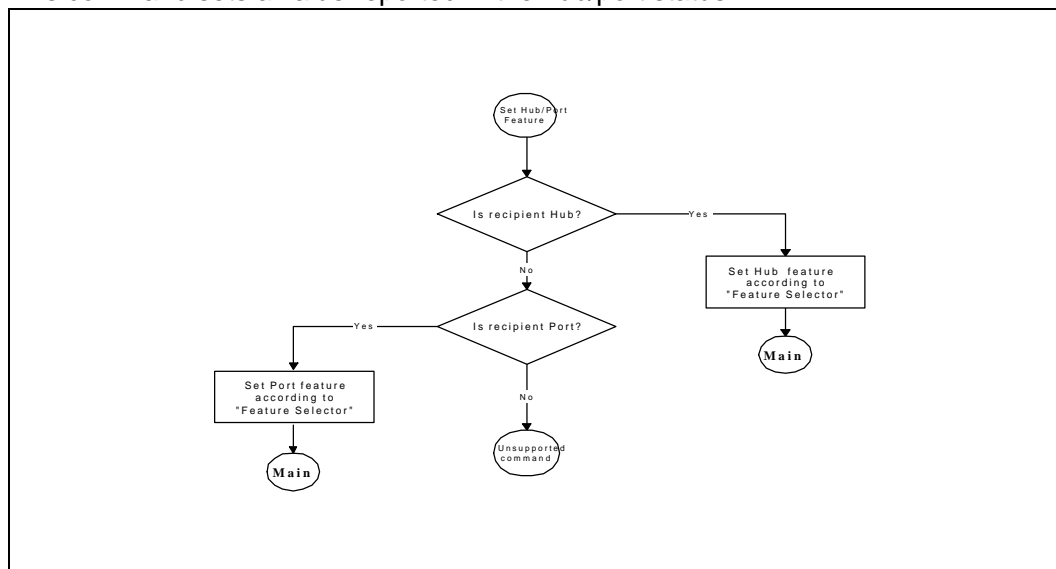 Set Hub/Port
Feature
Is recipient Hub?
Yes
No
Set Hub feature
according to
"Feature Selector"
Is recipient Port?
Yes
Main
Set Port feature
according to
"Feature Selector"
No
Unsupported
command
Main